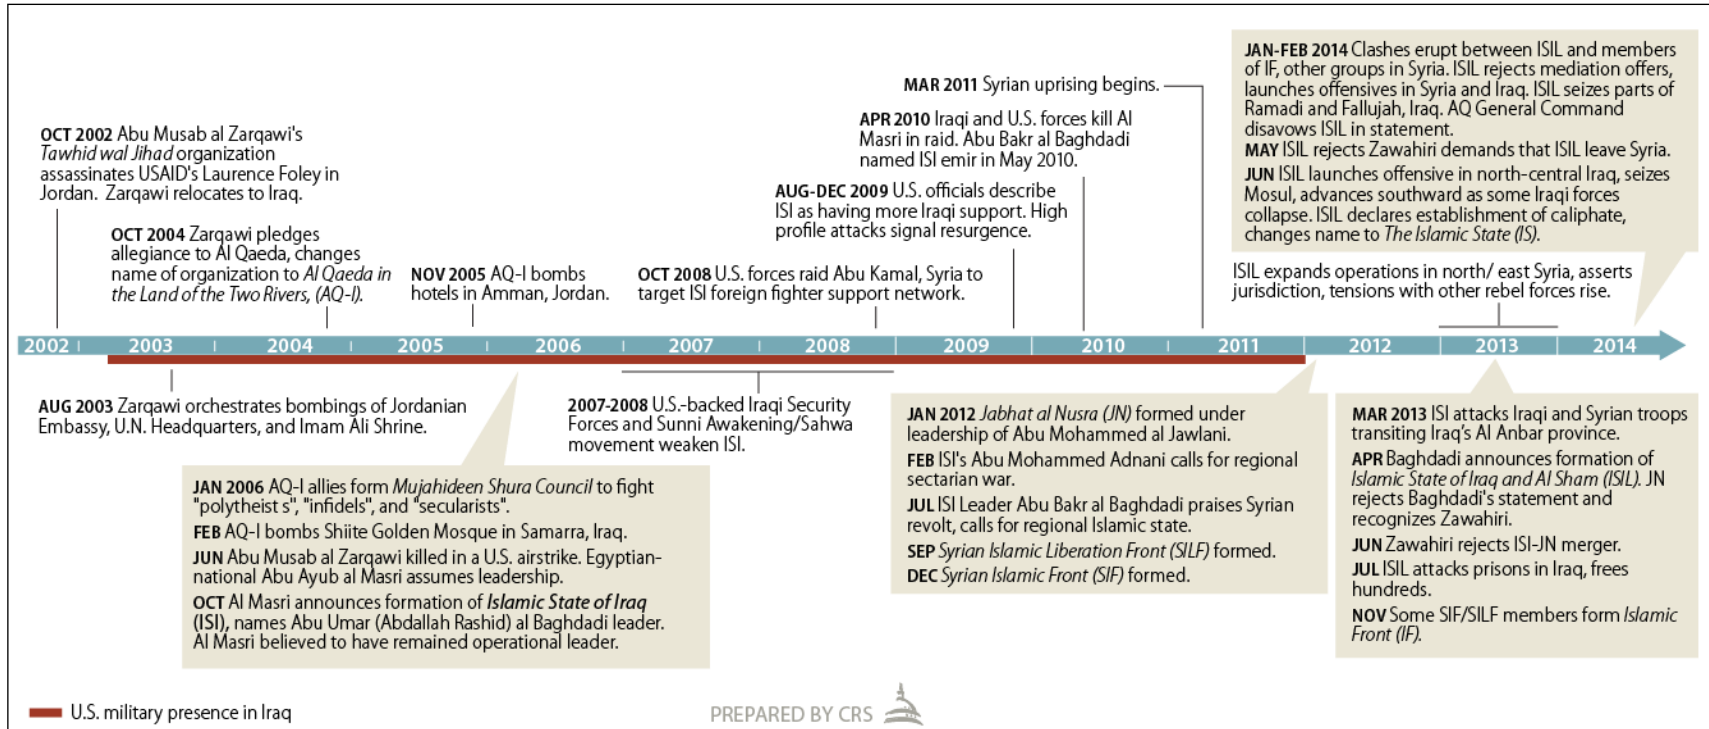 OCT 2002 Abu Musab al Zarqawi's
Tawhid wal Jihad organization
assassinates USAID's Laurence Foley in
Jordan. Zarqawi relocates to Iraq.
OCT 2004 Zarqawi pledges
allegiance to Al Qaeda, changes
name of organization to Al Qaeda in
the Land of the Two Rivers, (AQ-I).
NOV 2005 AQ-I bombs
hotels in Amman, Jordan.
OCT 2008 U.S. forces raid Abu Kamal, Syria to
target ISI foreign fighter support network.
AUG-DEC 2009 U.S. officials describe
ISI as having more Iraqi support. High
profile attacks signal resurgence.
APR 2010 Iraqi and U.S. forces kill Al
Masri in raid. Abu Bakr al Baghdadi
named ISI emir in May 2010.
MAR 2011 Syrian uprising begins.
JAN-FEB 2014 Clashes erupt between ISIL and members
of IF, other groups in Syria. ISIL rejects mediation offers,
launches offensives in Syria and Iraq. ISIL seizes parts of
Ramadi and Fallujah, Iraq. AQ General Command
disavows ISIL in statement.
MAY ISIL rejects Zawahiri demands that ISIL leave Syria.
JUN ISIL launches offensive in north-central Iraq, seizes
Mosul, advances southward as some Iraqi forces
collapse. ISIL declares establishment of caliphate,
changes name to The Islamic State (IS).
ISIL expands operations in north/ east Syria, asserts
jurisdiction, tensions with other rebel forces rise.
2002 2003 2004 2005 2006 2007 2008 2009 2010 2011 2012 2013 2014
AUG 2003 Zarqawi orchestrates bombings of Jordanian
Embassy, U.N. Headquarters, and Imam Ali Shrine.
JAN 2006 AQ-I allies form Mujahideen Shura Council to fight
"polytheist s", "infidels", and "secularists".
FEB AQ-I bombs Shiite Golden Mosque in Samarra, Iraq.
JUN Abu Musab al Zarqawi killed in a U.S. airstrike. Egyptian-
national Abu Ayub al Masri assumes leadership.
OCT Al Masri announces formation of Islamic State of Iraq
(ISI), names Abu Umar (Abdallah Rashid) al Baghdadi leader.
Al Masri believed to have remained operational leader.
2007-2008 U.S.-backed Iraqi Security
Forces and Sunni Awakening/Sahwa
movement weaken ISI.
JAN 2012 Jabhat al Nusra (JN) formed under
leadership of Abu Mohammed al Jawlani.
FEB ISI's Abu Mohammed Adnani calls for regional
sectarian war.
JUL ISI Leader Abu Bakr al Baghdadi praises Syrian
revolt, calls for regional Islamic state.
SEP Syrian Islamic Liberation Front (SILF) formed.
DEC Syrian Islamic Front (SIF) formed.
MAR 2013 ISI attacks Iraqi and Syrian troops
transiting Iraq's Al Anbar province.
APR Baghdadi announces formation of
Islamic State of Iraq and Al Sham (ISIL). JN
rejects Baghdadi's statement and
recognizes Zawahiri.
JUN Zawahiri rejects ISI-JN merger.
JUL ISIL attacks prisons in Iraq, frees
hundreds.
NOV Some SIF/SILF members form Islamic
Front (IF).
U.S. military presence in Iraq
PREPARED BY CRS